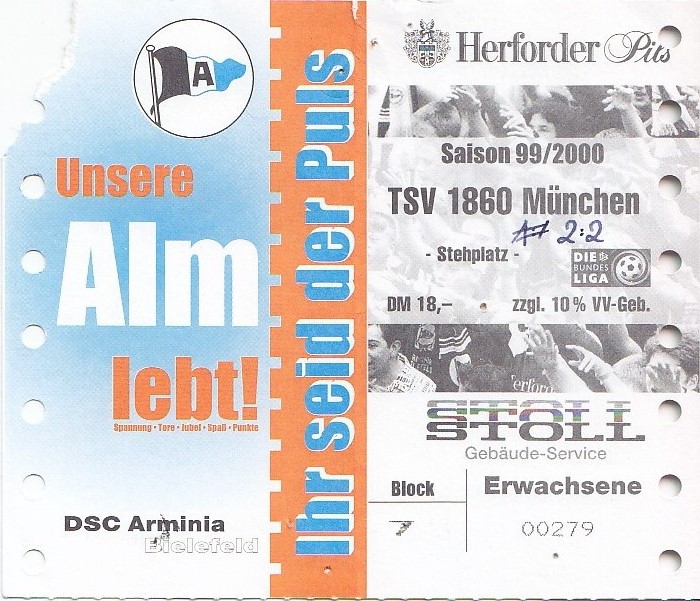 A
Unsere
Alm
lebt!
Spannung · Tore · Jubel · Spaß · Punkte
DSC Arminia
Bielefeld
Ihr seid der Puls
Herforder Pils
Saison 99/2000
TSV 1860 München
2:2
- Stehplatz -
DIE
BUNDES
LIGA
DM 18,– zzgl. 10% VV-Geb.
STOLL
Gebäude-Service
Block
7
Erwachsene
00279